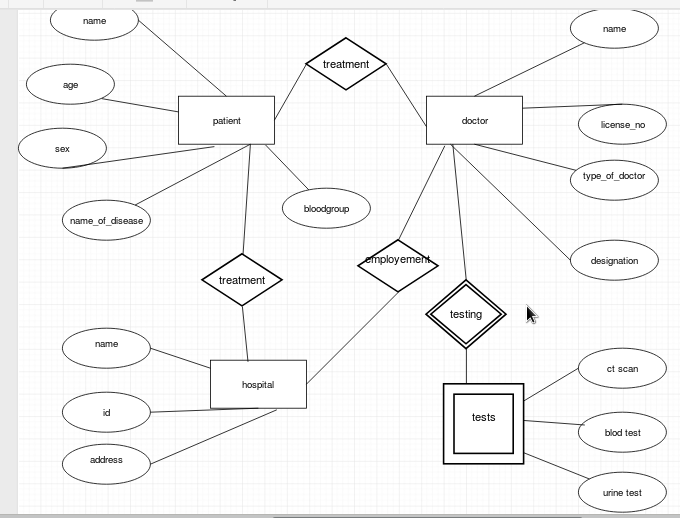 name
name
treatment
age
patient
doctor
license_no
sex
type_of_doctor
bloodgroup
name_of_disease
employement
designation
treatment
testing
name
hospital
ct scan
id
tests
blod test
address
urine test